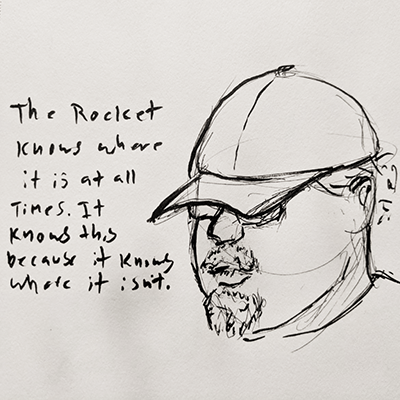 The Rocket
Knows where
it is at all
Times. It
Knows this
because it Knows
where it isn't.